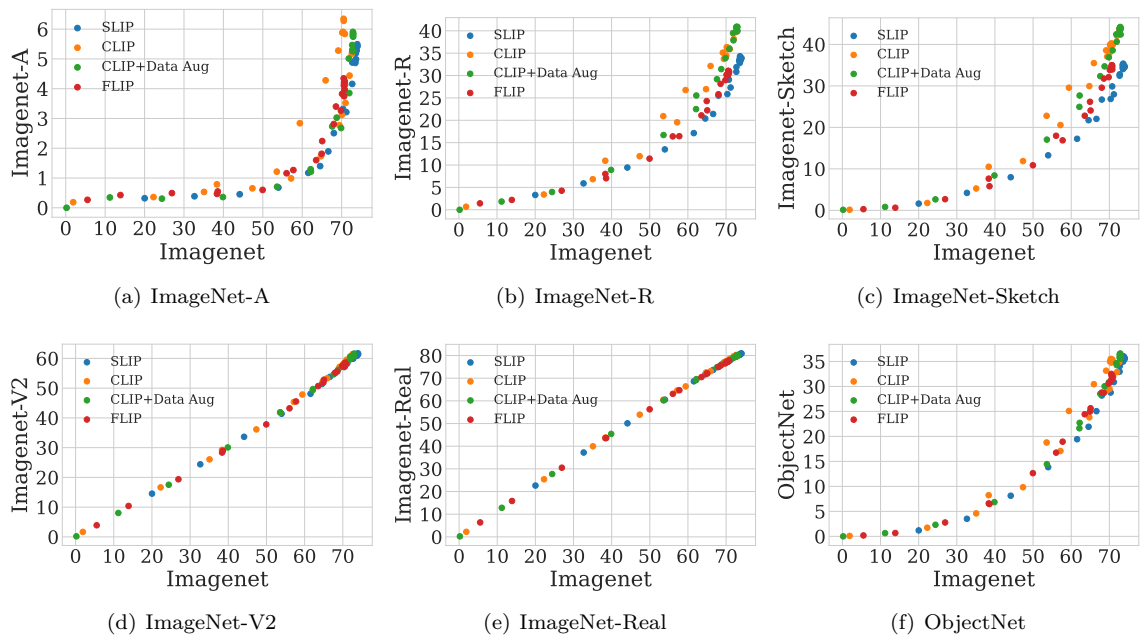 SLIP
CLIP
CLIP+Data Aug
FLIP
6
5
4
3
2
1
0
Imagenet-A
0 10 20 30 40 50 60 70
Imagenet
(a) ImageNet-A
SLIP
CLIP
CLIP+Data Aug
FLIP
40
35
30
25
20
15
10
5
0
Imagenet-R
0 10 20 30 40 50 60 70
Imagenet
(b) ImageNet-R
SLIP
CLIP
CLIP+Data Aug
FLIP
40
30
20
10
0
Imagenet-Sketch
0 10 20 30 40 50 60 70
Imagenet
(c) ImageNet-Sketch
SLIP
CLIP
CLIP+Data Aug
FLIP
60
50
40
30
20
10
0
Imagenet-V2
0 10 20 30 40 50 60 70
Imagenet
(d) ImageNet-V2
SLIP
CLIP
CLIP+Data Aug
FLIP
80
70
60
50
40
30
20
10
0
Imagenet-Real
0 10 20 30 40 50 60 70
Imagenet
(e) ImageNet-Real
SLIP
CLIP
CLIP+Data Aug
FLIP
35
30
25
20
15
10
5
0
ObjectNet
0 10 20 30 40 50 60 70
Imagenet
(f) ObjectNet